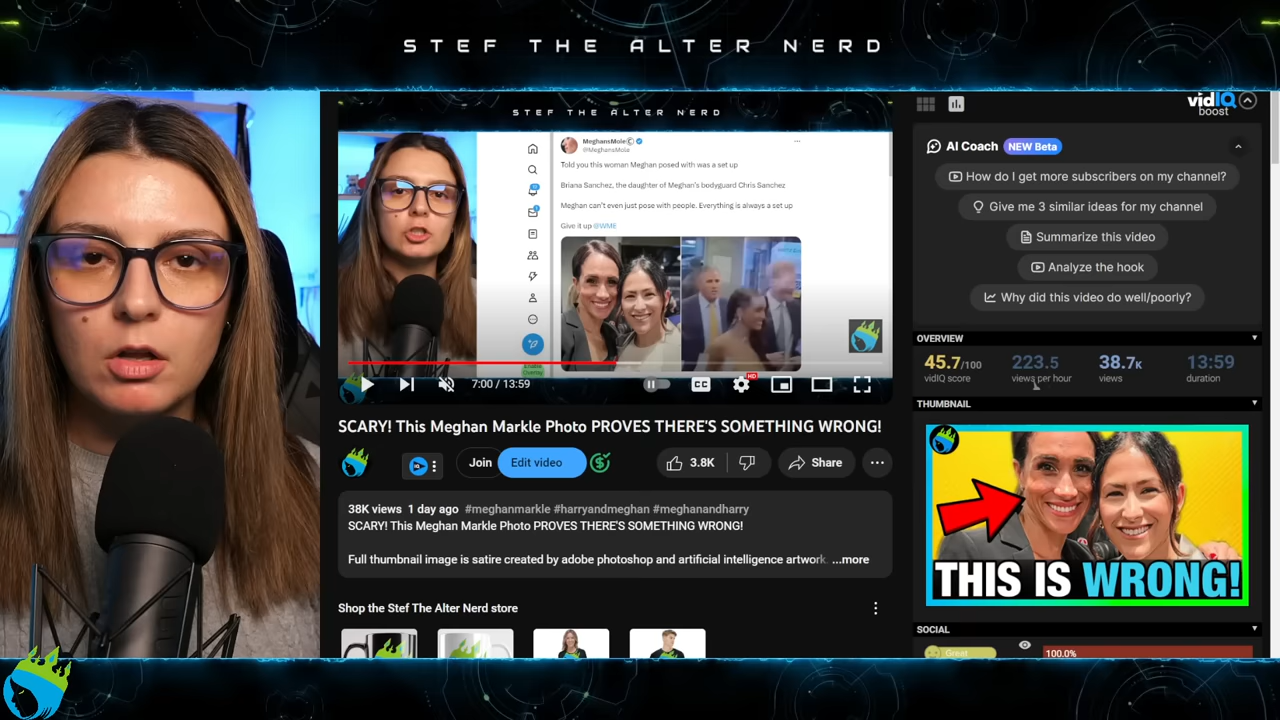 STEF THE ALTER NERD
STEF THE ALTER NERD
MeghansMole
@MeghansMole
Told you this woman Meghan posed with was a set up
Briana Sanchez, the daughter of Meghan's bodyguard Chris Sanchez
Meghan can't even just pose with people. Everything is always a set up
Give it up @WME
7:00 / 13:59
CC
HD
SCARY! This Meghan Markle Photo PROVES THERE'S SOMETHING WRONG!
Join
Edit video
3.8K
Share
38K views 1 day ago #meghanmarkle #harryandmeghan #meghanandharry
SCARY! This Meghan Markle Photo PROVES THERE'S SOMETHING WRONG!
Full thumbnail image is satire created by adobe photoshop and artificial intelligence artwork. ...more
Shop the Stef The Alter Nerd store
vidIQ
boost
AI Coach NEW Beta
How do I get more subscribers on my channel?
Give me 3 similar ideas for my channel
Summarize this video
Analyze the hook
Why did this video do well/poorly?
OVERVIEW
45.7/100
vidIQ score
223.5
views per hour
38.7K
views
13:59
duration
THUMBNAIL
THIS IS WRONG!
SOCIAL
Great
100.0%